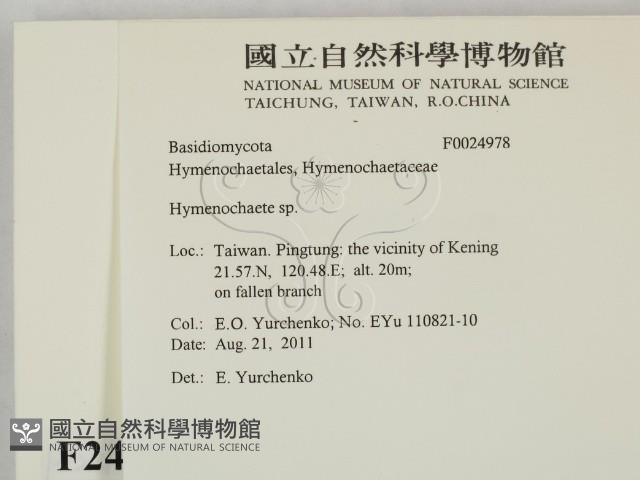 國立自然科學博物館
NATIONAL MUSEUM OF NATURAL SCIENCE
TAICHUNG, TAIWAN, R.O.CHINA
Basidiomycota F0024978
Hymenochaetales, Hymenochaetaceae
Hymenochaete sp.
Loc.: Taiwan. Pingtung: the vicinity of Kening
21.57.N, 120.48.E; alt. 20m;
on fallen branch
Col.: E.O. Yurchenko; No. EYu 110821-10
Date: Aug. 21, 2011
Det.: E. Yurchenko
國立自然科學博物館
NATIONAL MUSEUM OF NATURAL SCIENCE
F24